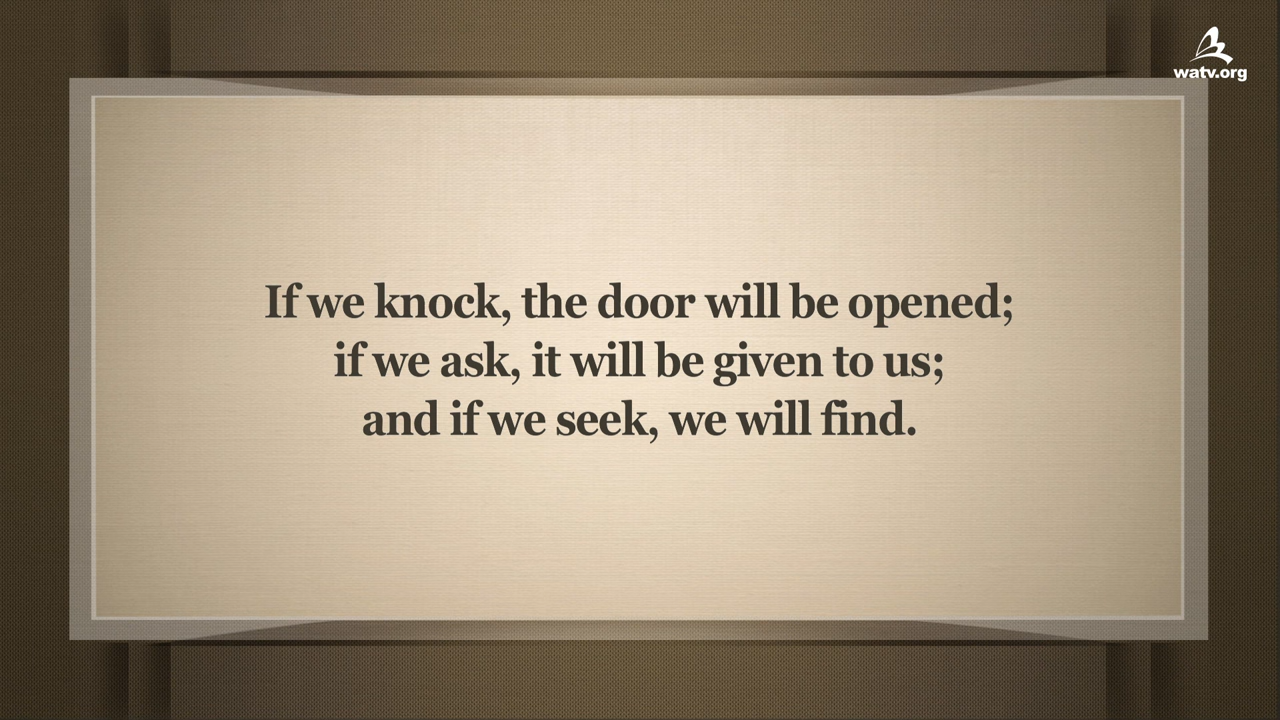 watv.org
If we knock, the door will be opened;
if we ask, it will be given to us;
and if we seek, we will find.